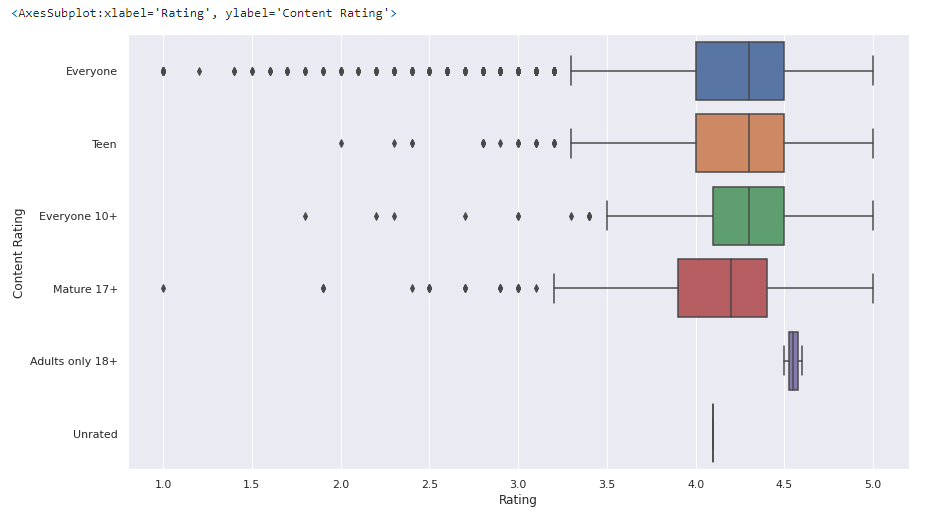 <AxesSubplot:xlabel='Rating', ylabel='Content Rating'>
Everyone
Teen
Everyone 10+
Mature 17+
Adults only 18+
Unrated
Content Rating
1.0 1.5 2.0 2.5 3.0 3.5 4.0 4.5 5.0
Rating